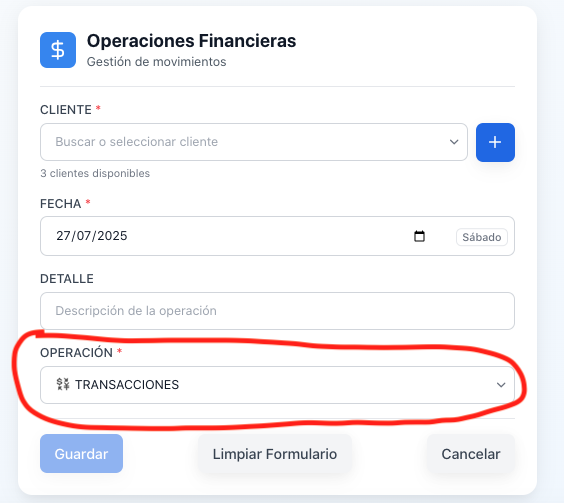 Operaciones Financieras
Gestión de movimientos
CLIENTE *
Buscar o seleccionar cliente
+
3 clientes disponibles
FECHA *
27/07/2025 Sábado
DETALLE
Descripción de la operación
OPERACIÓN *
💱 TRANSACCIONES
Guardar Limpiar Formulario Cancelar